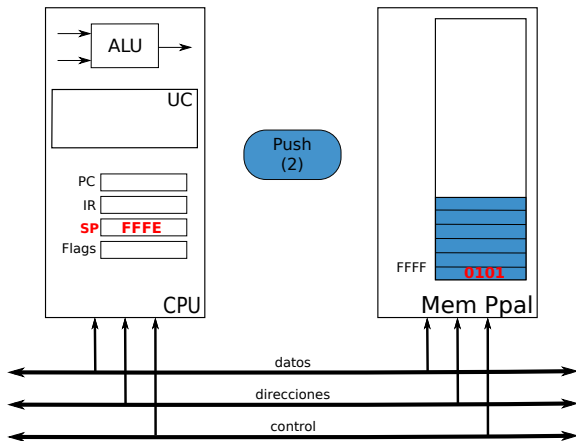 ALU
UC
PC
IR
SP FFFE
Flags
CPU
Push
(2)
FFFF 0101
Mem Ppal
datos
direcciones
control